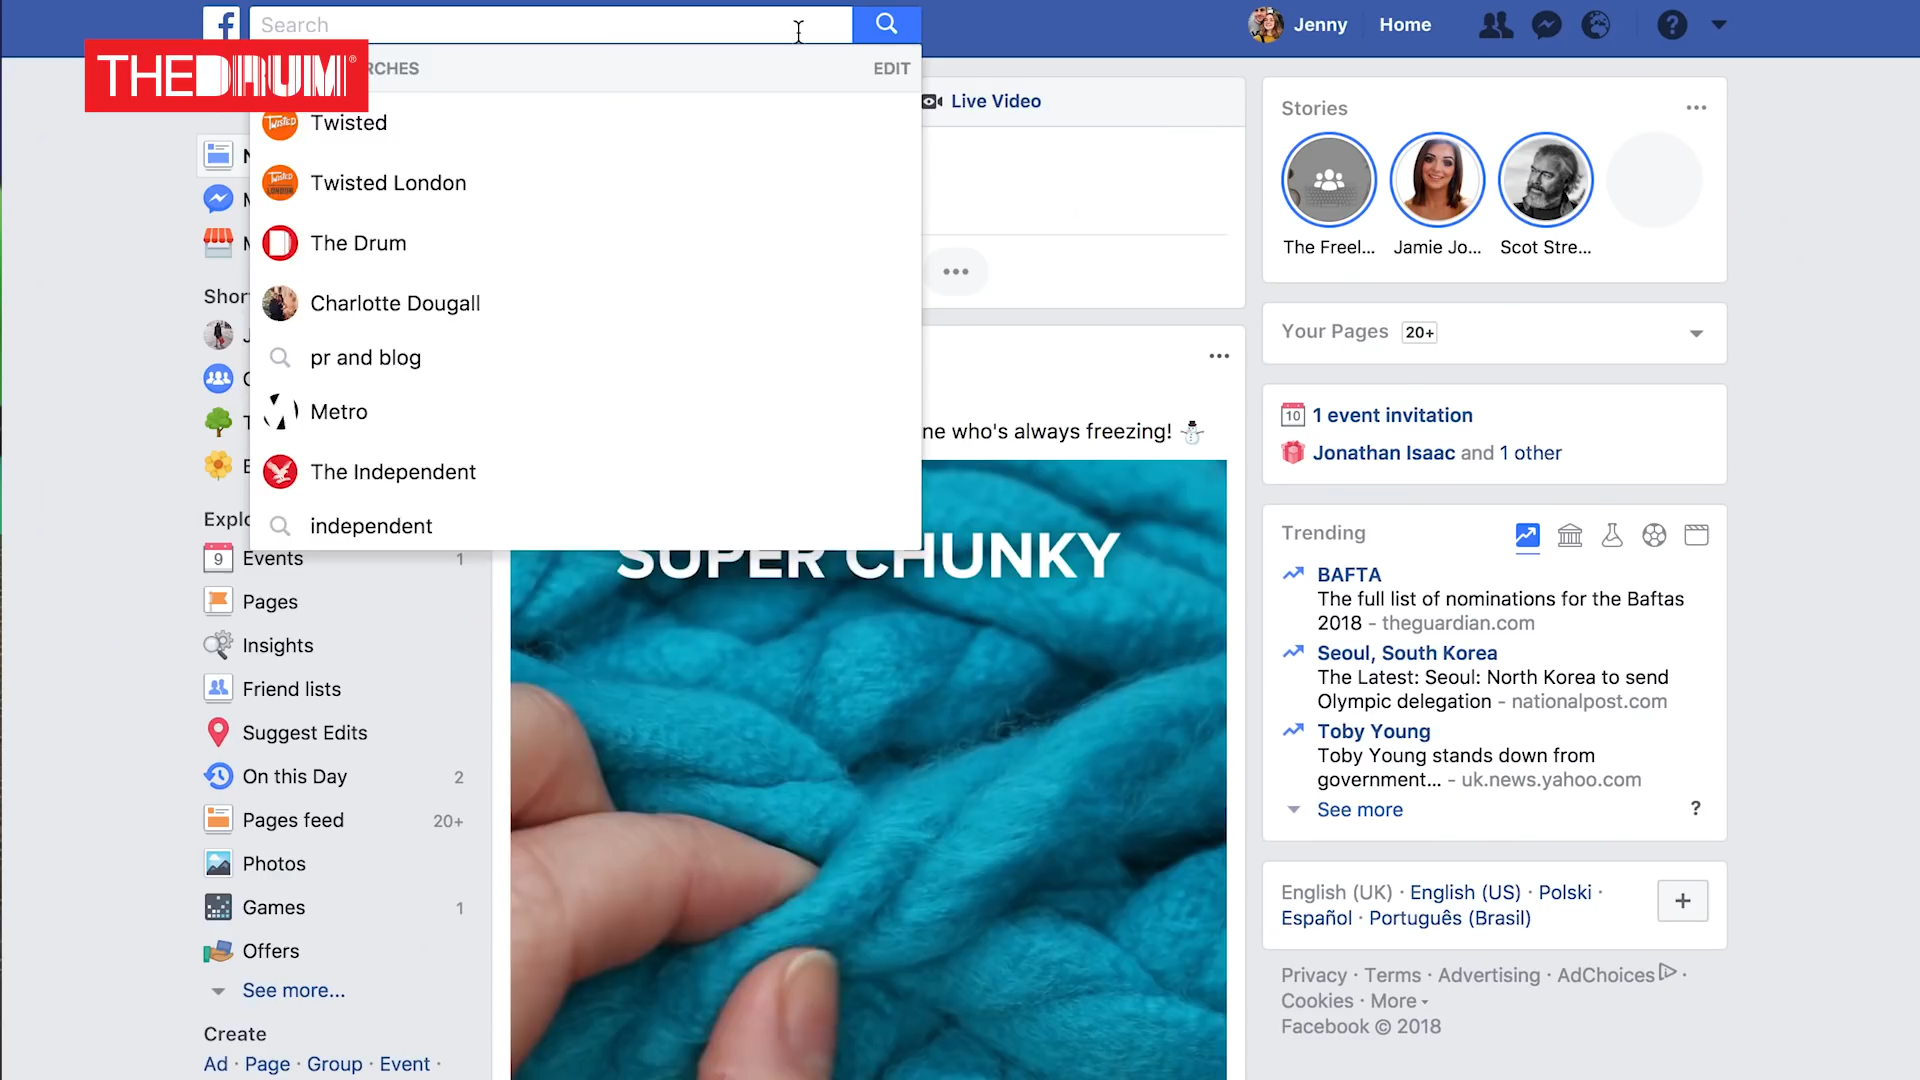 Search
Jenny
Home
THEDRUM®
RCHES
EDIT
Twisted
Twisted London
The Drum
Charlotte Dougall
pr and blog
Metro
The Independent
independent
Live Video
ne who's always freezing!
SUPER CHUNKY
Shor
Explo
9 Events 1
Pages
Insights
Friend lists
Suggest Edits
On this Day 2
Pages feed 20+
Photos
Games 1
Offers
See more...
Create
Ad · Page · Group · Event ·
Stories
The Freel... Jamie Jo... Scot Stre...
Your Pages 20+
10 1 event invitation
Jonathan Isaac and 1 other
Trending
BAFTA
The full list of nominations for the Baftas
2018 - theguardian.com
Seoul, South Korea
The Latest: Seoul: North Korea to send
Olympic delegation - nationalpost.com
Toby Young
Toby Young stands down from
government... - uk.news.yahoo.com
See more ?
English (UK) · English (US) · Polski ·
Español · Português (Brasil)
+
Privacy · Terms · Advertising · AdChoices ·
Cookies · More
Facebook © 2018